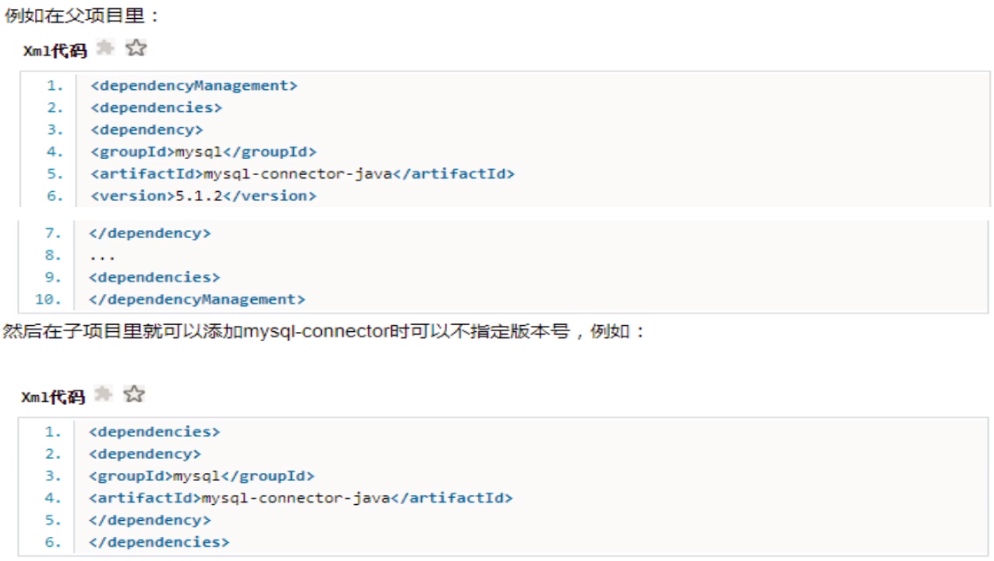 例如在父项目里：
Xml代码
1. <dependencyManagement>
2. <dependencies>
3. <dependency>
4. <groupId>mysql</groupId>
5. <artifactId>mysql-connector-java</artifactId>
6. <version>5.1.2</version>
7. </dependency>
8. ...
9. <dependencies>
10. </dependencyManagement>
然后在子项目里就可以添加mysql-connector时可以不指定版本号，例如：
Xml代码
1. <dependencies>
2. <dependency>
3. <groupId>mysql</groupId>
4. <artifactId>mysql-connector-java</artifactId>
5. </dependency>
6. </dependencies>